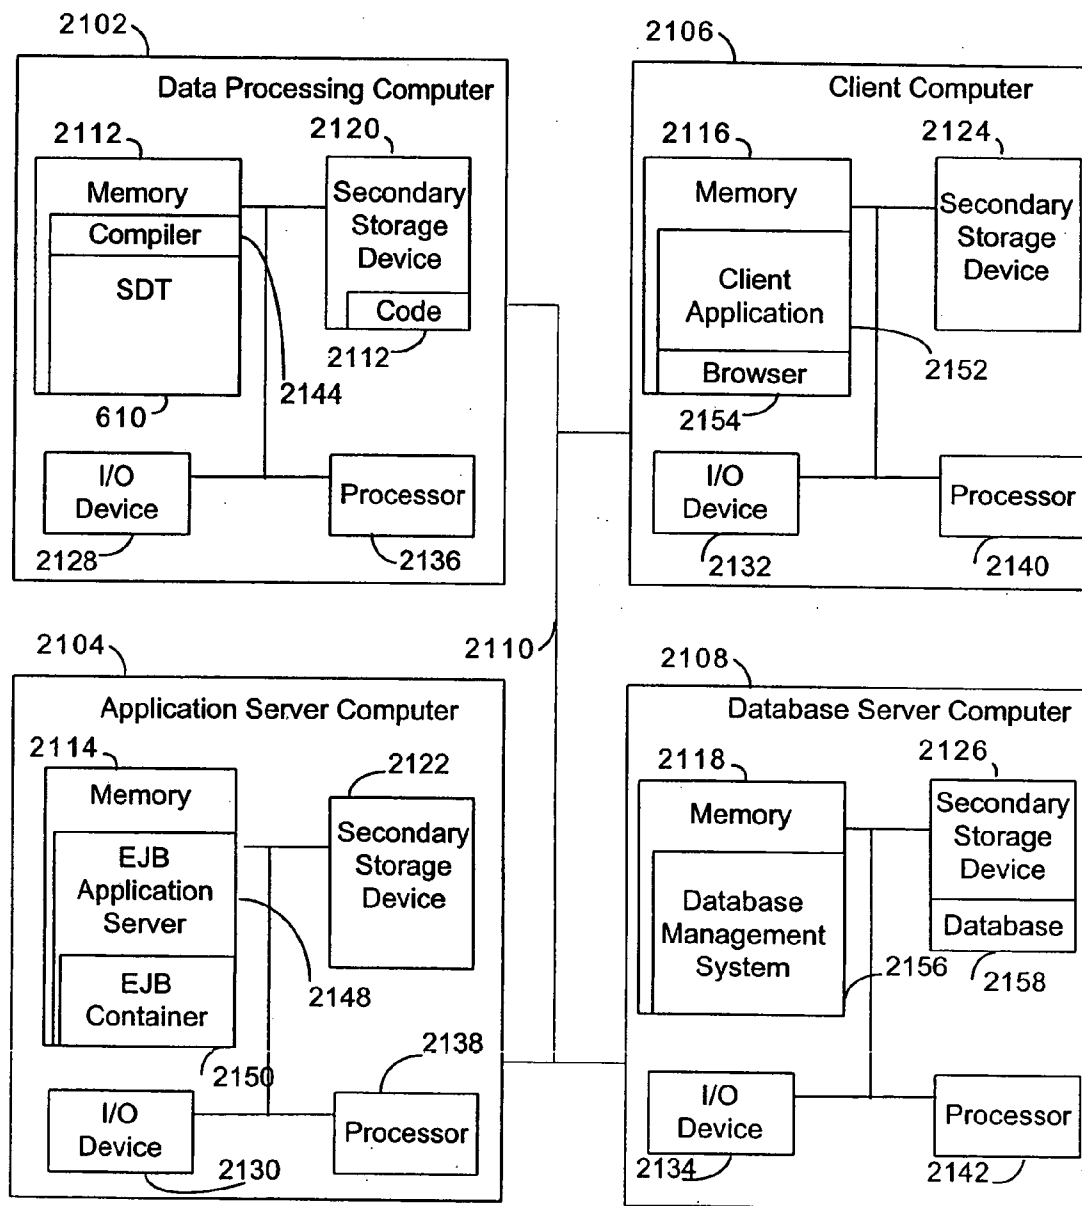 2102
Data Processing Computer
2112
2120
Memory
Compiler
SDT
Secondary
Storage
Device
Code
2112
2144
610
I/O
Device
2128
Processor
2136
2106
Client Computer
2116
2124
Memory
Client
Application
Browser
2154
2152
Secondary
Storage
Device
I/O
Device
2132
Processor
2140
2110
2104
Application Server Computer
2114
2122
Memory
EJB
Application
Server
EJB
Container
2148
2150
Secondary
Storage
Device
2138
I/O
Device
2130
Processor
2108
Database Server Computer
2118
2126
Memory
Database
Management
System
2156
Secondary
Storage
Device
Database
2158
I/O
Device
2134
Processor
2142